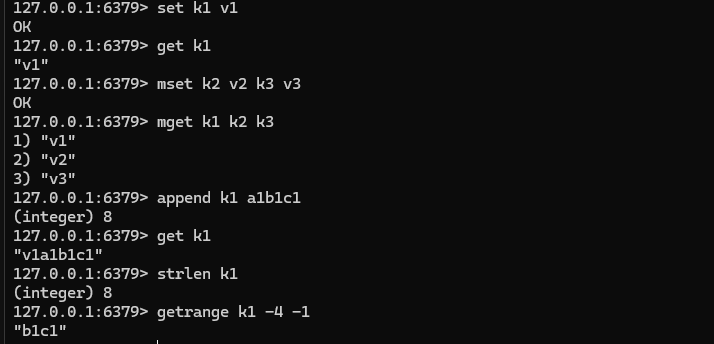 127.0.0.1:6379> set k1 v1
OK
127.0.0.1:6379> get k1
"v1"
127.0.0.1:6379> mset k2 v2 k3 v3
OK
127.0.0.1:6379> mget k1 k2 k3
1) "v1"
2) "v2"
3) "v3"
127.0.0.1:6379> append k1 a1b1c1
(integer) 8
127.0.0.1:6379> get k1
"v1a1b1c1"
127.0.0.1:6379> strlen k1
(integer) 8
127.0.0.1:6379> getrange k1 -4 -1
"b1c1"